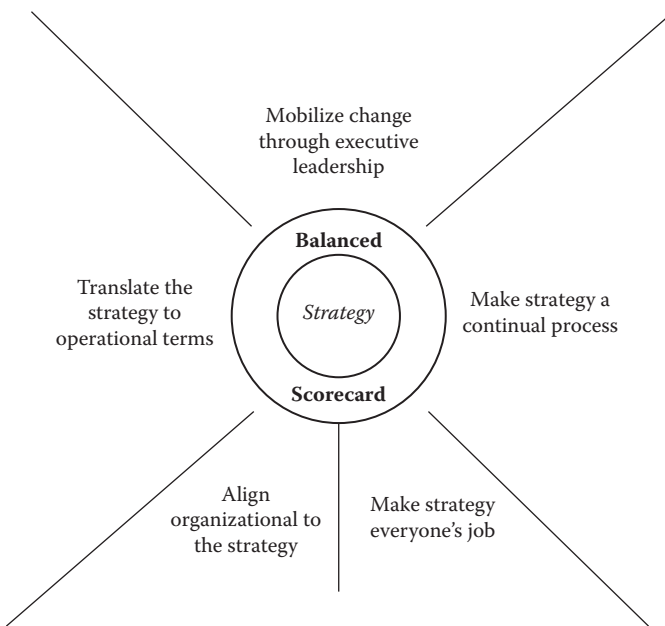 Mobilize change
through executive
leadership
Balanced
Strategy
Scorecard
Translate the
strategy to
operational terms
Make strategy a
continual process
Align
organizational to
the strategy
Make strategy
everyone’s job